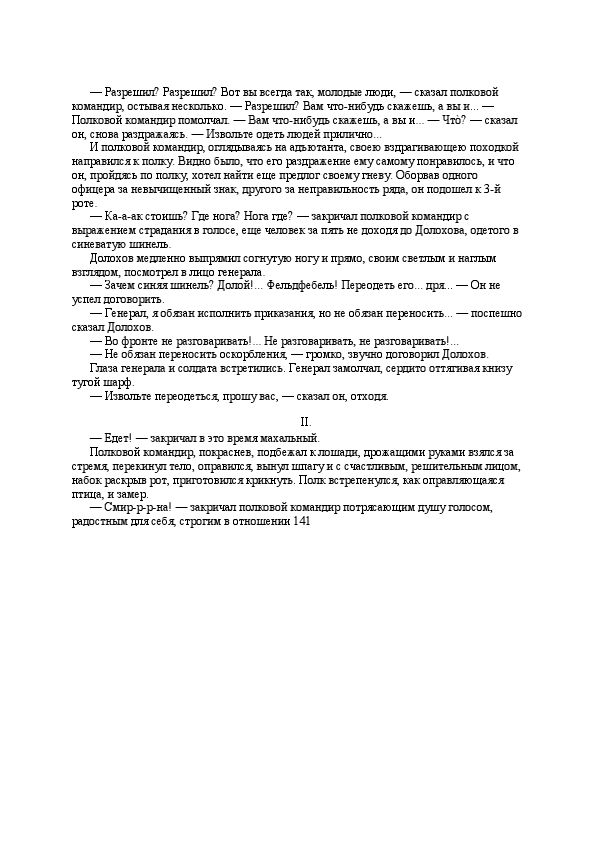 — Разрешил? Разрешил? Вот вы всегда так, молодые люди, — сказал полковой
командир, остывая несколько. — Разрешил? Вам что-нибудь скажешь, а вы и... —
Полковой командир помолчал. — Вам что-нибудь скажешь, а вы и... — Что̀? — сказал
он, снова раздражаясь. — Извольте одеть людей прилично...
И полковой командир, оглядываясь на адъютанта, своею вздрагивающею походкой
направился к полку. Видно было, что его раздражение ему самому понравилось, и что
он, пройдясь по полку, хотел найти еще предлог своему гневу. Оборвав одного
офицера за невычищенный знак, другого за неправильность ряда, он подошел к 3-й
роте.
— Ка-а-ак стоишь? Где нога? Нога где? — закричал полковой командир с
выражением страдания в голосе, еще человек за пять не доходя до Долохова, одетого в
синеватую шинель.
Долохов медленно выпрямил согнутую ногу и прямо, своим светлым и наглым
взглядом, посмотрел в лицо генерала.
— Зачем синяя шинель? Долой!... Фельдфебель! Переодеть его... дря... — Он не
успел договорить.
— Генерал, я обязан исполнить приказания, но не обязан переносить... — поспешно
сказал Долохов.
— Во фронте не разговаривать!... Не разговаривать, не разговаривать!...
— Не обязан переносить оскорбления, — громко, звучно договорил Долохов.
Глаза генерала и солдата встретились. Генерал замолчал, сердито оттягивая книзу
тугой шарф.
— Извольте переодеться, прошу вас, — сказал он, отходя.
II.
— Едет! — закричал в это время махальный.
Полковой командир, покраснев, подбежал к лошади, дрожащими руками взялся за
стремя, перекинул тело, оправился, вынул шпагу и с счастливым, решительным лицом,
набок раскрыв рот, приготовился крикнуть. Полк встрепенулся, как оправляющаяся
птица, и замер.
— Смир-р-р-на! — закричал полковой командир потрясающим душу голосом,
радостным для себя, строгим в отношении 141